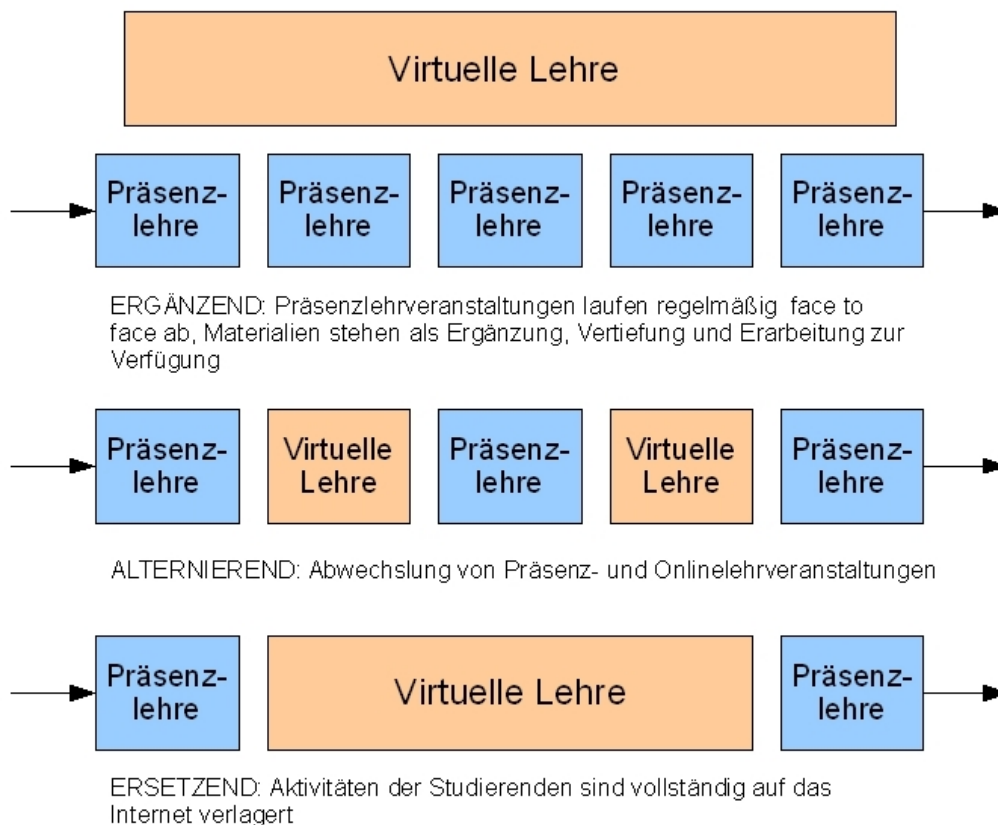 Virtuelle Lehre
Präsenz- Präsenz- Präsenz- Präsenz- Präsenz-
lehre lehre lehre lehre lehre
ERGÄNZEND: Präsenzlehrveranstaltungen laufen regelmäßig face to
face ab, Materialien stehen als Ergänzung, Vertiefung und Erarbeitung zur
Verfügung
Präsenz- Virtuelle Präsenz- Virtuelle Präsenz-
lehre Lehre lehre Lehre lehre
ALTERNIEREND: Abwechslung von Präsenz- und Onlinelehrveranstaltungen
Präsenz- Virtuelle Lehre Präsenz-
lehre lehre
ERSETZEND: Aktivitäten der Studierenden sind vollständig auf das
Internet verlagert